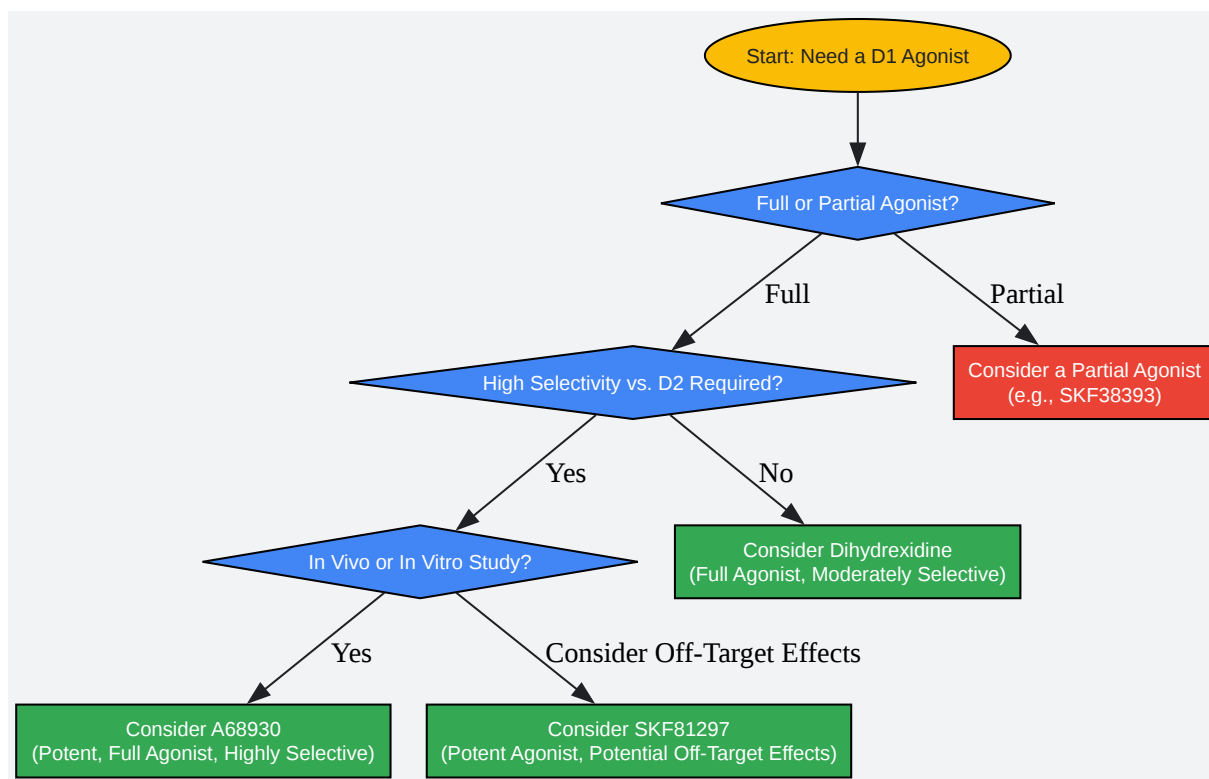 Start: Need a D1 Agonist
Full or Partial Agonist?
Full
Partial
High Selectivity vs. D2 Required?
Consider a Partial Agonist
(e.g., SKF38393)
Yes
No
In Vivo or In Vitro Study?
Consider Dihydrexidine
(Full Agonist, Moderately Selective)
Yes
Consider Off-Target Effects
Consider A68930
(Potent, Full Agonist, Highly Selective)
Consider SKF81297
(Potent Agonist, Potential Off-Target Effects)